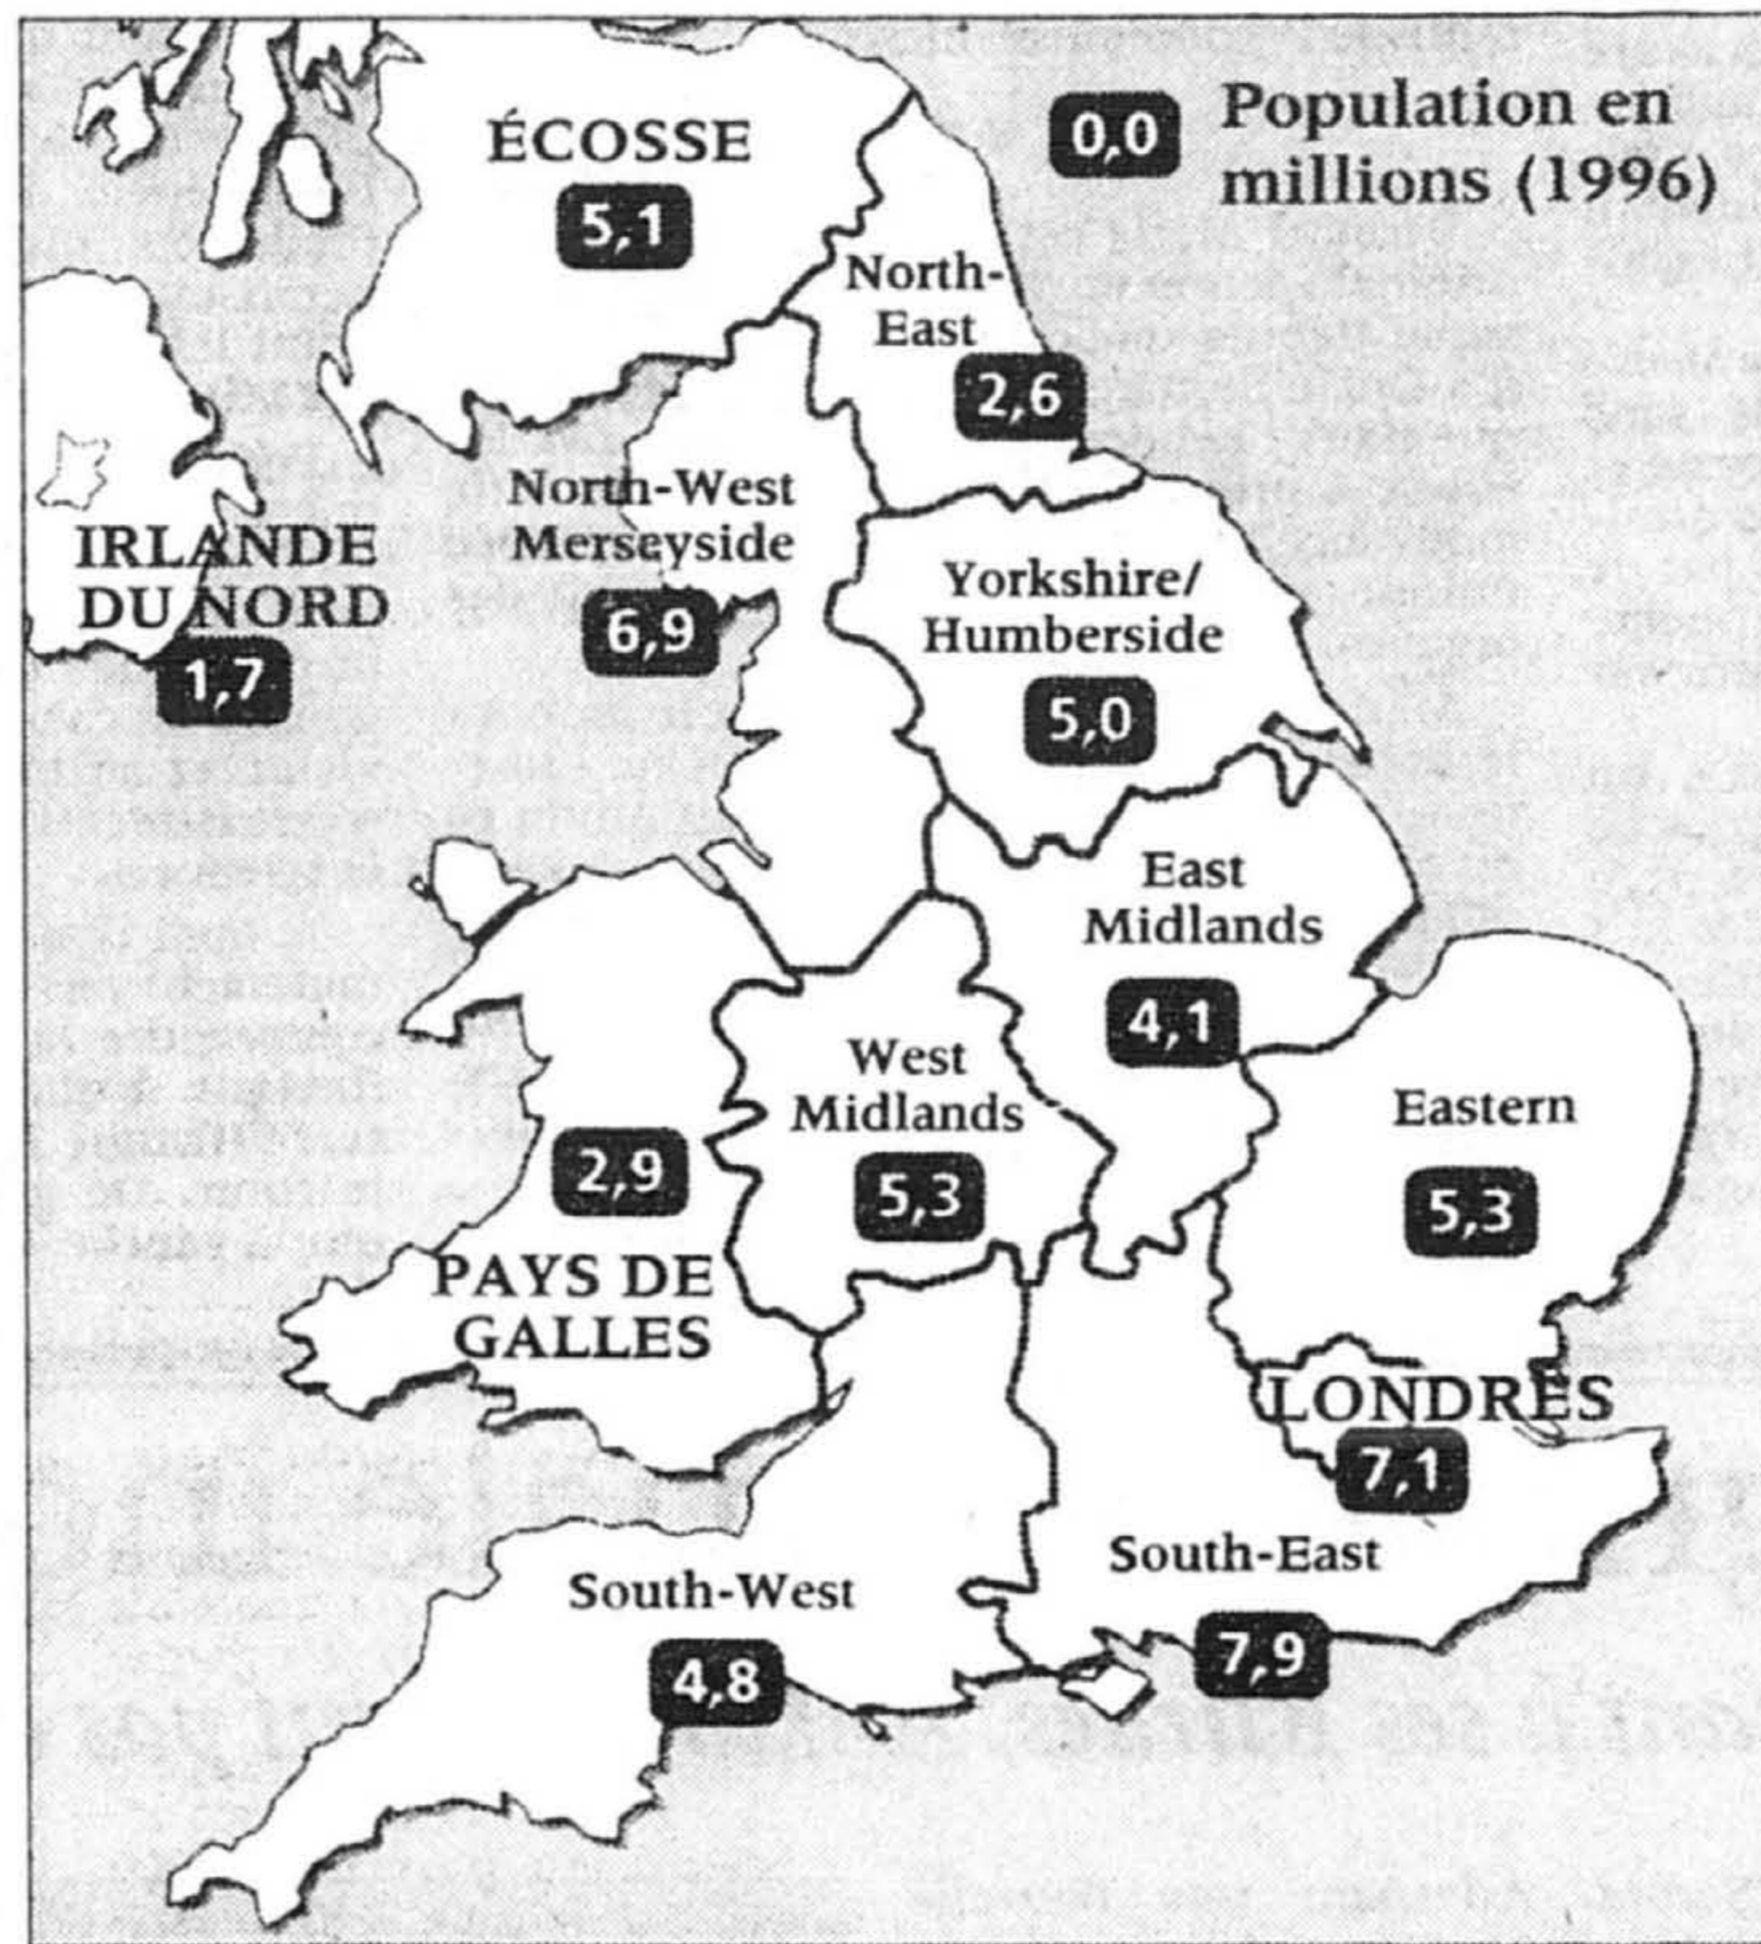 ÉCOSSE
5,1
0,0
Population en
millions (1996)
North-
East
2,6
North-West
Merseyside
6,9
IRLANDE
DU NORD
1,7
Yorkshire/
Humberside
5,0
East
Midlands
4,1
West
Midlands
5,3
Eastern
5,3
2,9
PAYS DE
GALLES
LONDRES
7,1
South-East
7,9
South-West
4,8